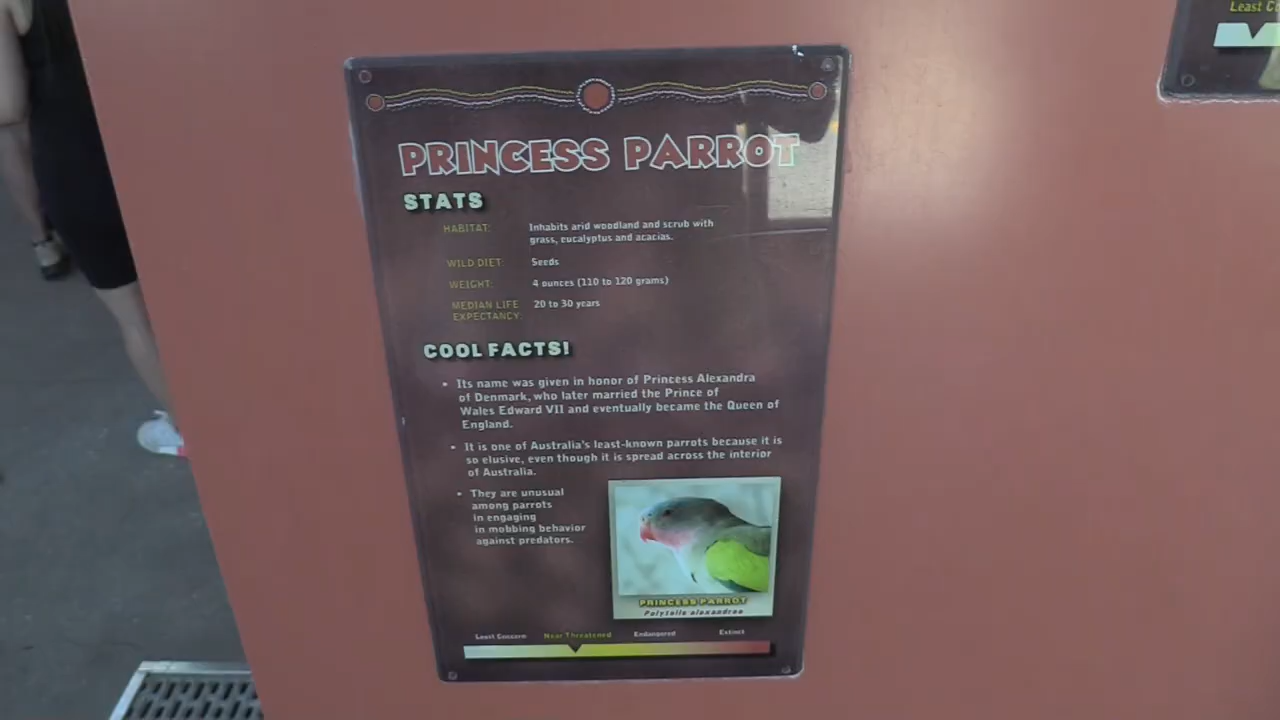 Least
PRINCESS PARROT
STATS
HABITAT: Inhabits arid woodland and scrub with
grass, eucalyptus and acacias.
WILD DIET: Seeds
WEIGHT: 4 ounces (110 to 120 grams)
MEDIAN LIFE 20 to 30 years
EXPECTANCY:
COOL FACTS!
• Its name was given in honor of Princess Alexandra
of Denmark, who later married the Prince of
Wales Edward VII and eventually became the Queen of
England.
• It is one of Australia's least-known parrots because it is
so elusive, even though it is spread across the interior
of Australia.
• They are unusual
among parrots
in engaging
in mobbing behavior
against predators.
PRINCESS PARROT
Polytelis alexandrae
Least Concern Near Threatened Endangered Extinct